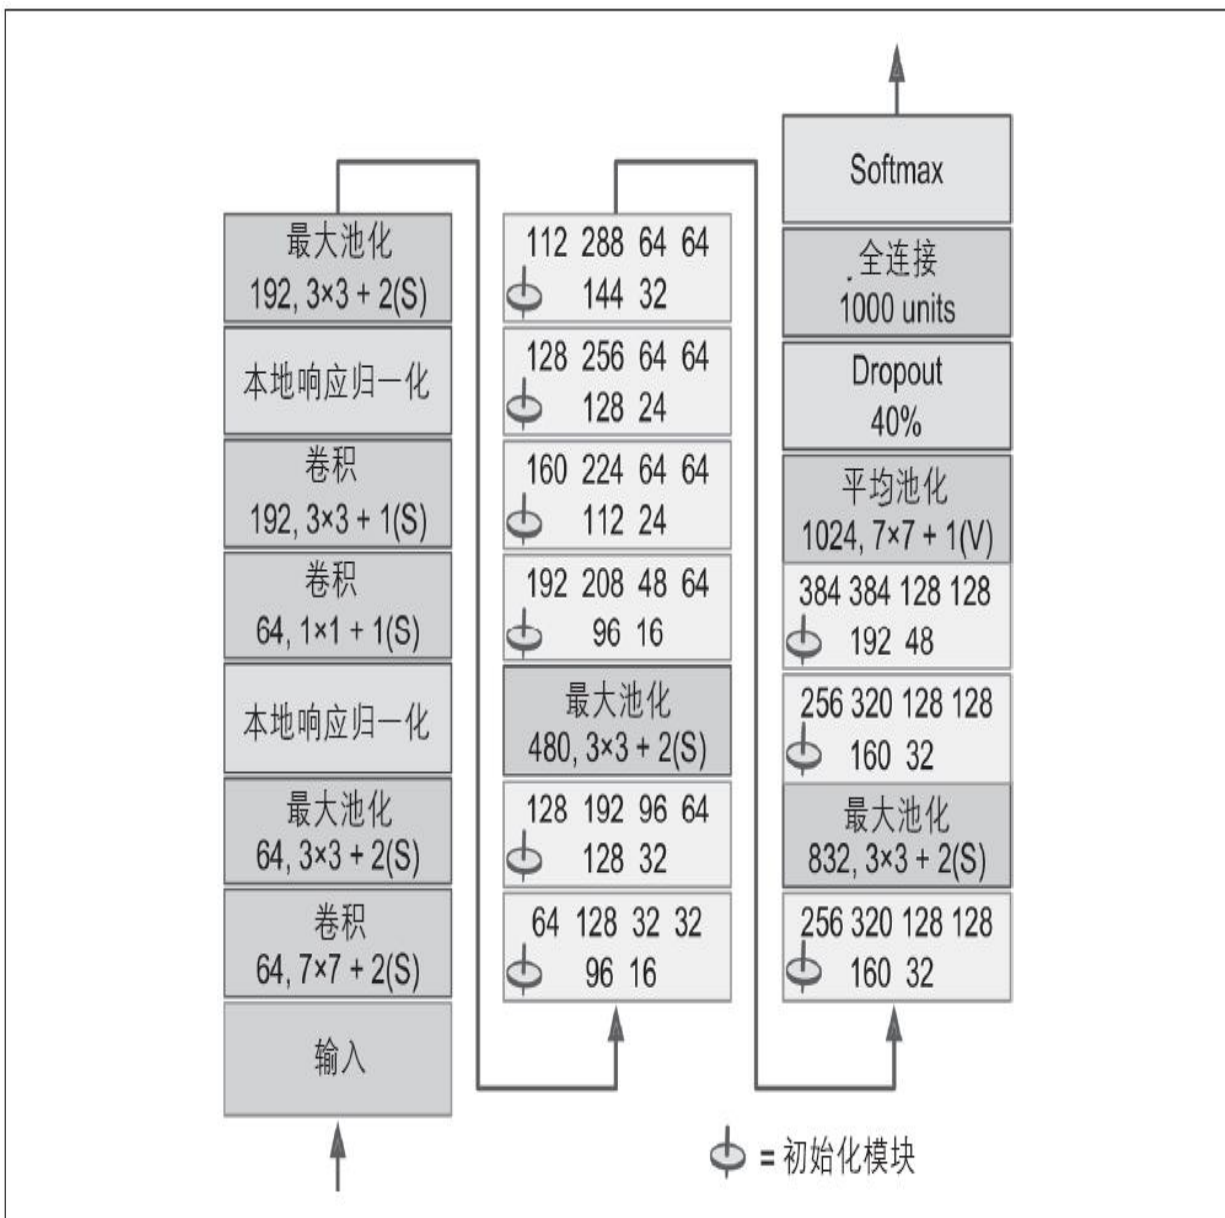 最大池化
192, 3×3 + 2(S)
本地响应归一化
卷积
192, 3×3 + 1(S)
卷积
64, 1×1 + 1(S)
本地响应归一化
最大池化
64, 3×3 + 2(S)
卷积
64, 7×7 + 2(S)
输入
112 288 64 64
144 32
128 256 64 64
128 24
160 224 64 64
112 24
192 208 48 64
96 16
最大池化
480, 3×3 + 2(S)
128 192 96 64
128 32
64 128 32 32
96 16
Softmax
全连接
1000 units
Dropout
40%
平均池化
1024, 7×7 + 1(V)
384 384 128 128
192 48
256 320 128 128
160 32
最大池化
832, 3×3 + 2(S)
256 320 128 128
160 32
= 初始化模块